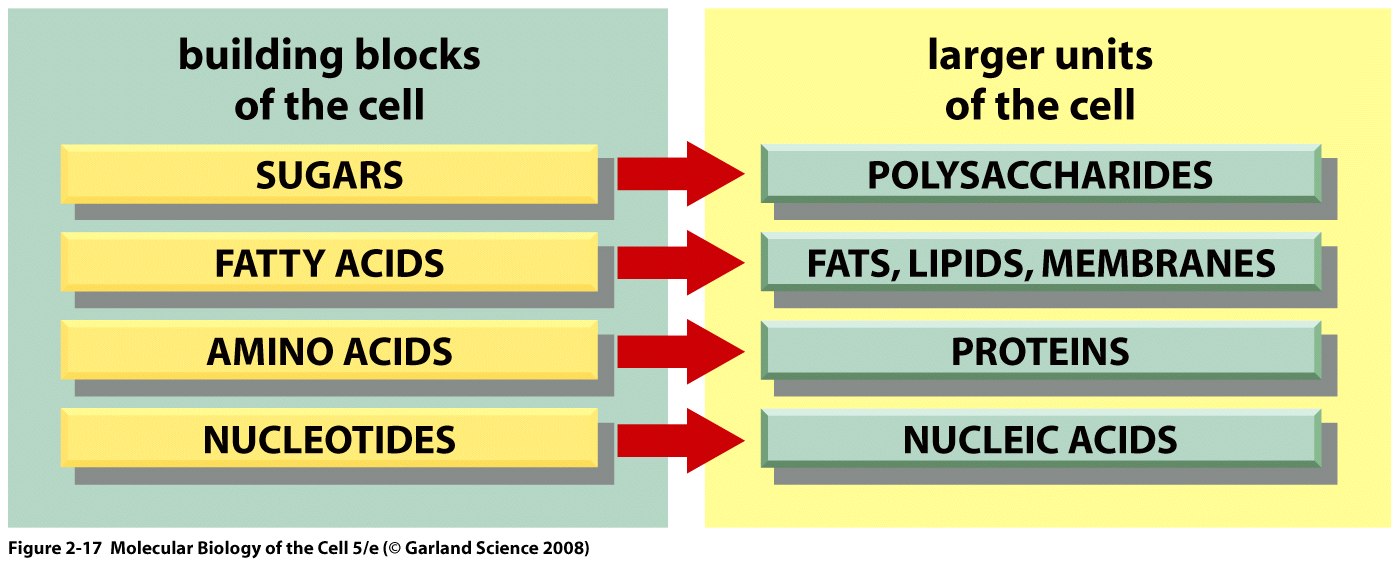 building blocks
of the cell
SUGARS
FATTY ACIDS
AMINO ACIDS
NUCLEOTIDES
larger units
of the cell
POLYSACCHARIDES
FATS, LIPIDS, MEMBRANES
PROTEINS
NUCLEIC ACIDS
Figure 2-17 Molecular Biology of the Cell 5/e (© Garland Science 2008)